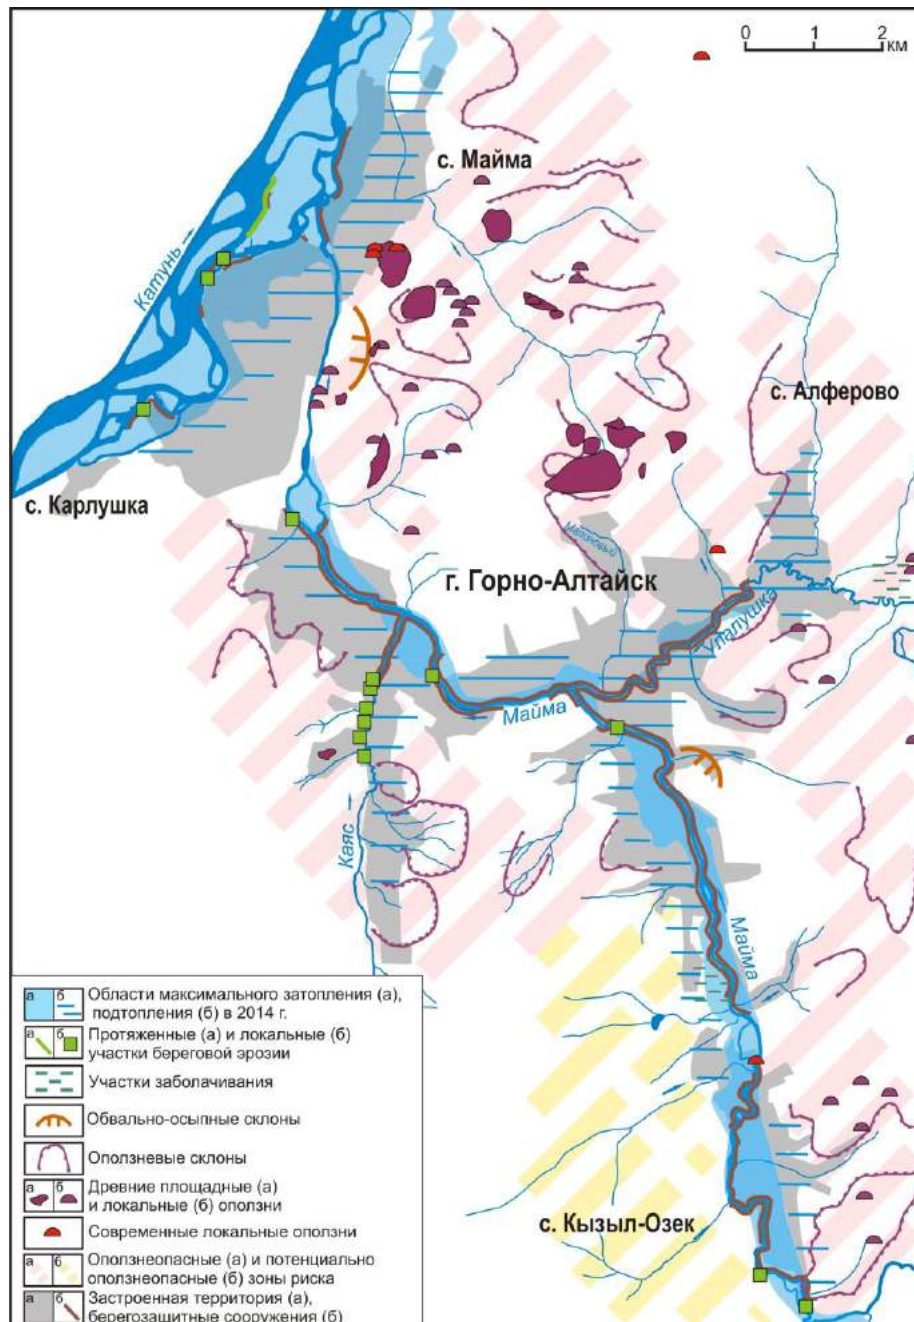 0 1 2
км
с. Майма
Катунь
с. Алферово
с. Карлушка
Малиновый
г. Горно-Алтайск
Улалушка
Майма
Каяс
Майма
с. Кызыл-Озек
а б Области максимального затопления (а),
подтопления (б) в 2014 г.
а б Протяженные (а) и локальные (б)
участки береговой эрозии
Участки заболачивания
Обвально-осыпные склоны
Оползневые склоны
а б Древние площадные (а)
и локальные (б) оползни
Современные локальные оползни
а б Оползнеопасные (а) и потенциально
оползнеопасные (б) зоны риска
а б Застроенная территория (а),
берегозащитные сооружения (б)